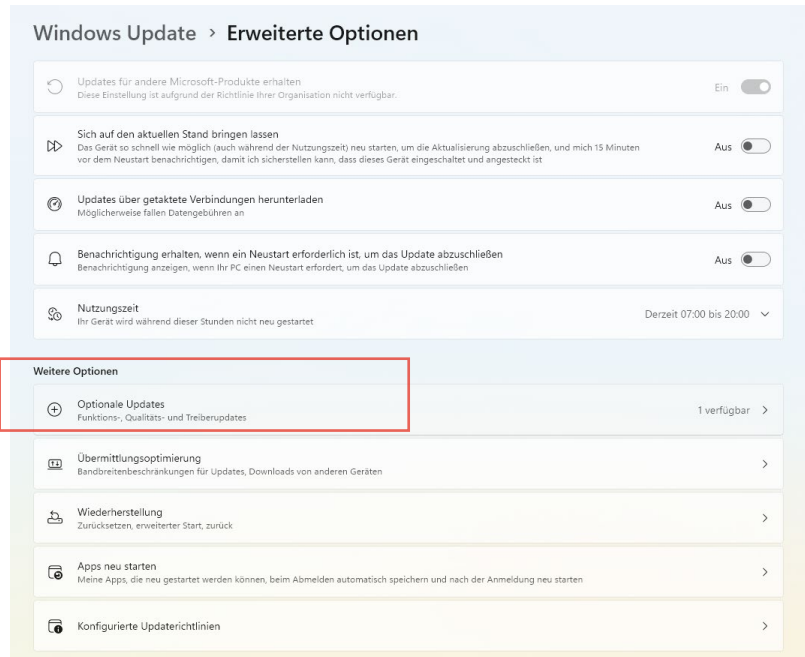 Windows Update > Erweiterte Optionen
Updates für andere Microsoft-Produkte erhalten
Diese Einstellung ist aufgrund der Richtlinie Ihrer Organisation nicht verfügbar.
Ein
Sich auf den aktuellen Stand bringen lassen
Das Gerät so schnell wie möglich (auch während der Nutzungszeit) neu starten, um die Aktualisierung abzuschließen, und mich 15 Minuten
vor dem Neustart benachrichtigen, damit ich sicherstellen kann, dass dieses Gerät eingeschaltet und angesteckt ist
Aus
Updates über getaktete Verbindungen herunterladen
Möglicherweise fallen Datengebühren an
Aus
Benachrichtigung erhalten, wenn ein Neustart erforderlich ist, um das Update abzuschließen
Benachrichtigung anzeigen, wenn Ihr PC einen Neustart erfordert, um das Update abzuschließen
Aus
Nutzungszeit
Ihr Gerät wird während dieser Stunden nicht neu gestartet
Derzeit 07:00 bis 20:00
Weitere Optionen
Optionale Updates
Funktions-, Qualitäts- und Treiberupdates
1 verfügbar
Übermittlungsoptimierung
Bandbreitenbeschränkungen für Updates, Downloads von anderen Geräten
Wiederherstellung
Zurücksetzen, erweiterter Start, zurück
Apps neu starten
Meine Apps, die neu gestartet werden können, beim Abmelden automatisch speichern und nach der Anmeldung neu starten
Konfigurierte Updaterichtlinien